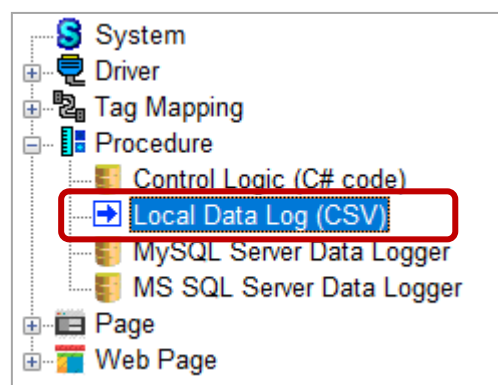 System
Driver
Tag Mapping
Procedure
Control Logic (C# code)
Local Data Log (CSV)
MySQL Server Data Logger
MS SQL Server Data Logger
Page
Web Page